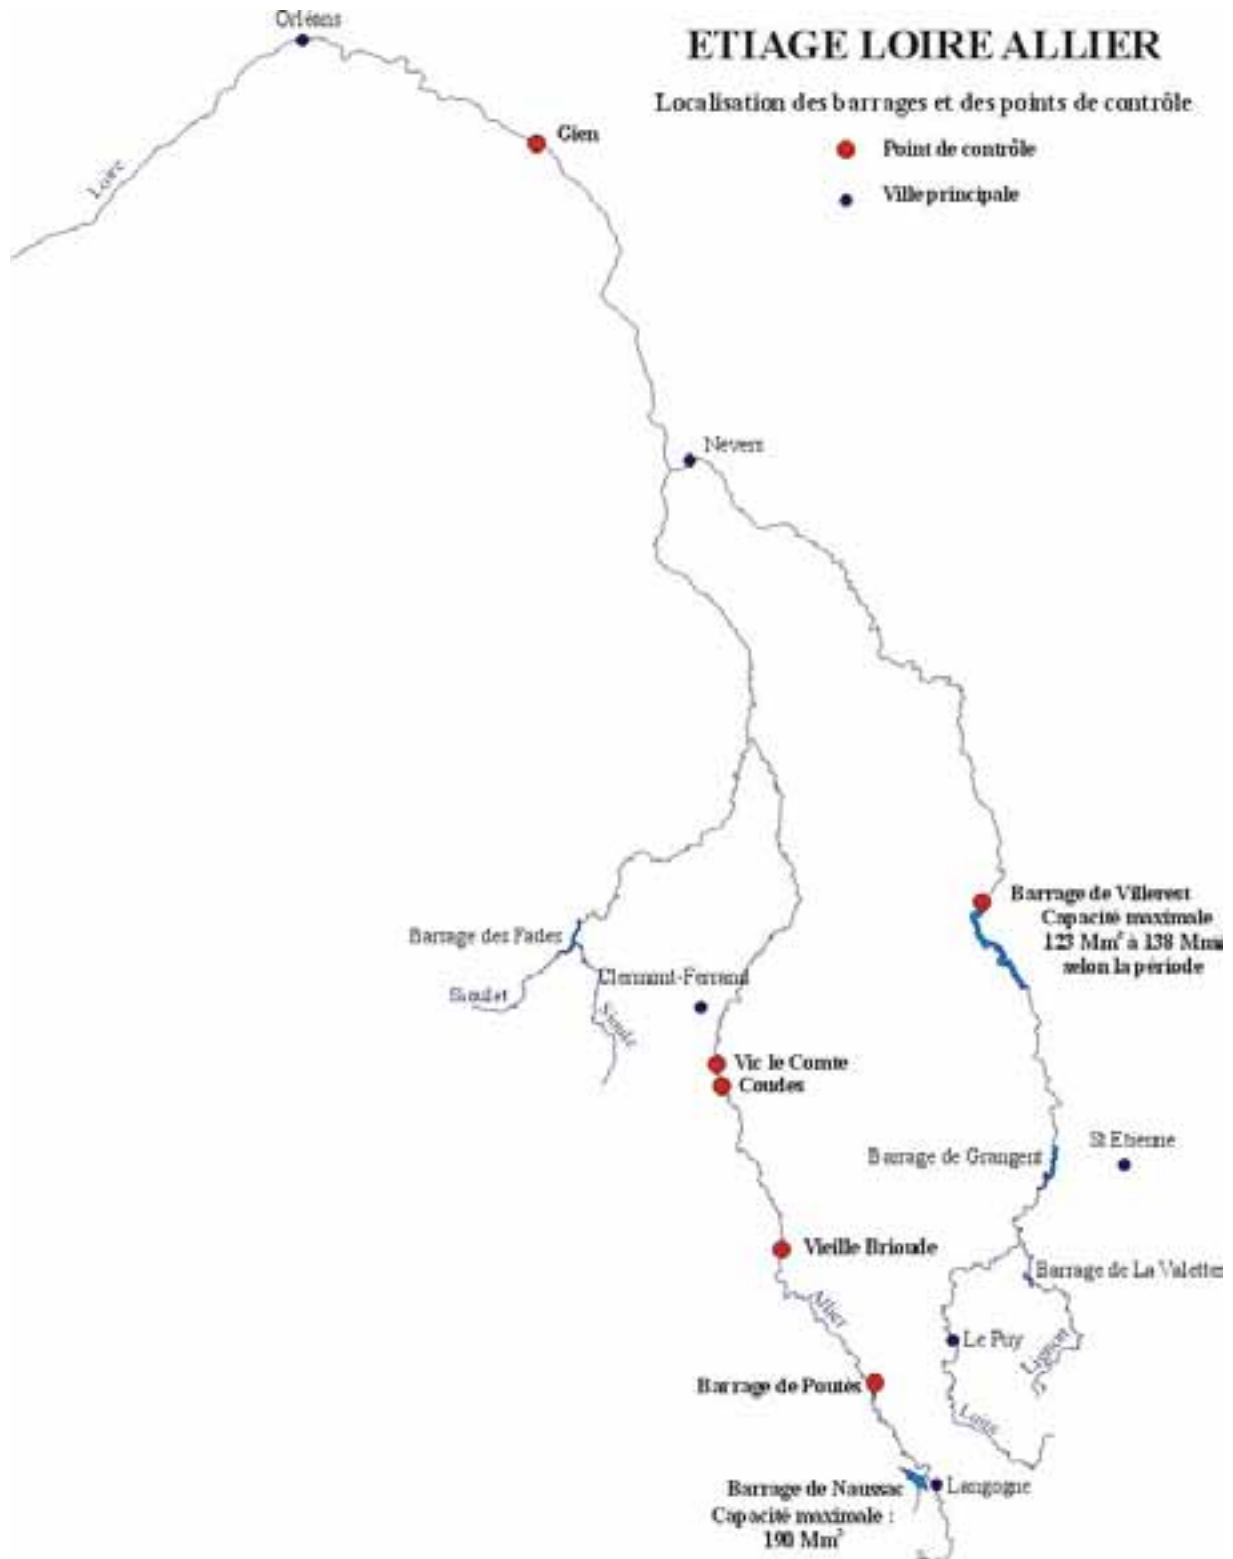 Orléans
ETIAGE LOIRE ALLIER
Localisation des barrages et des points de contrôle
Gien
Point de contrôle
Ville principale
Loire
Nevers
Barrage de Villerest
Capacité maximale
123 Mm³ à 138 Mm³
selon la période
Barrage des Fades
Clermont-Ferrand
Sioulet
Sioule
Vic le Comte
Coudes
St Etienne
Barrage de Grangent
Vieille Brioude
Barrage de La Valette
Allier
Le Puy
Lignon
Barrage de Poutès
Loire
Barrage de Naussac
Langogne
Capacité maximale :
190 Mm³